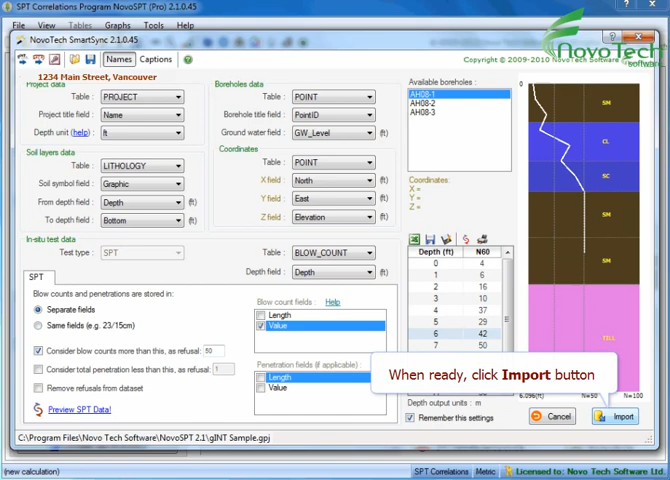 SPT Correlations Program NovoSPT (Pro) 2.1.0.45
File View Tables Graphs Tools Help
NovoTech SmartSync 2.1.0.45
NovoTech
software
Names Captions
Copyright © 2009-2010
1234 Main Street, Vancouver
Project data
Table : PROJECT
Project title field : Name
Depth unit (help) : ft
Soil layers data
Table : LITHOLOGY
Soil symbol field : Graphic
From depth field : Depth (ft)
To depth field : Bottom (ft)
Boreholes data
Table : POINT
Borehole title field : PointID
Ground water field : GW_Level (ft)
Coordinates
Table : POINT
X field : North (ft)
Y field : East (ft)
Z field : Elevation (ft)
Available boreholes :
AH08-1
AH08-2
AH08-3
Coordinates:
X =
Y =
Z =
In-situ test data
Test type : SPT
Table : BLOW_COUNT
Depth field : Depth (ft)
SPT
Blow counts and penetrations are stored in:
Separate fields
Same fields (e.g. 23/15cm)
Consider blow counts more than this, as refusal: 50
Consider total penetration less than this, as refusal: 1
Remove refusals from dataset
Preview SPT Data!
Blow count fields : Help
Length
Value
Penetration fields (if applicable) :
Length
Value
Depth (ft) N60
0 4
1 6
2 16
3 10
4 37
5 29
6 42
7 50
0
SM
CL
SC
SM
SM
TILL
6.096(ft) N=50 N=100
When ready, click Import button
Depth output units : m
Remember this settings
Cancel
Import
C:\Program Files\Novo Tech Software\NovoSPT 2.1\gINT Sample.gpj
(new calculation)
SPT Correlations Metric Licensed to: Novo Tech Software Ltd.